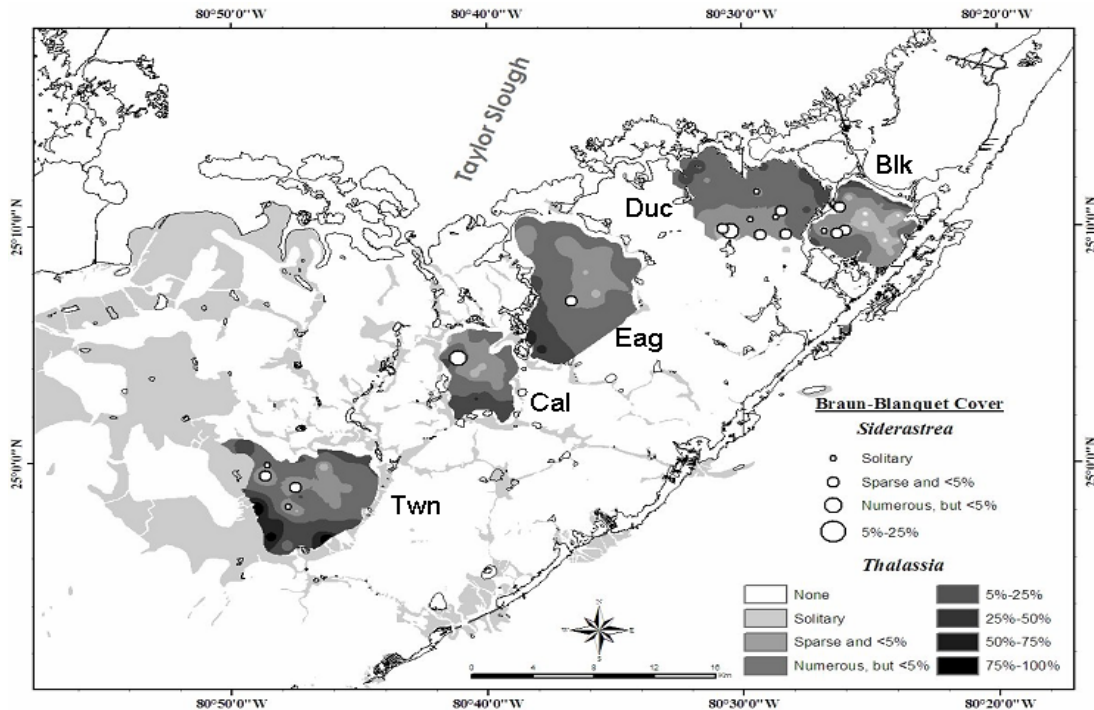 80°50'0"W 80°40'0"W 80°30'0"W 80°20'0"W
Taylor Slough
Blk
Duc
25°10'0"N 25°10'0"N
Eag
Cal
Braun-Blanquet Cover
Siderastrea
Solitary
Sparse and <5%
Numerous, but <5%
5%-25%
25°0'0"N 25°0'0"N
Twn
Thalassia
None 5%-25%
Solitary 25%-50%
Sparse and <5% 50%-75%
Numerous, but <5% 75%-100%
N
W E
S
0 4 8 12 16
Km
80°50'0"W 80°40'0"W 80°30'0"W 80°20'0"W